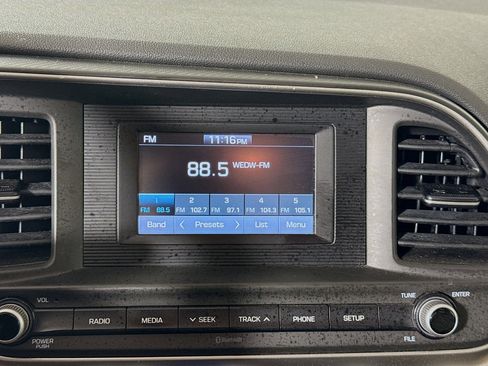 FM 11:16PM
88.5 WEDW-FM
1 2 3 4 5
FM 88.5 FM 102.7 FM 97.1 FM 104.3 FM 105.1
Band < Presets > List Menu
VOL TUNE ENTER
RADIO MEDIA SEEK TRACK PHONE SETUP
POWER PUSH Bluetooth FILE